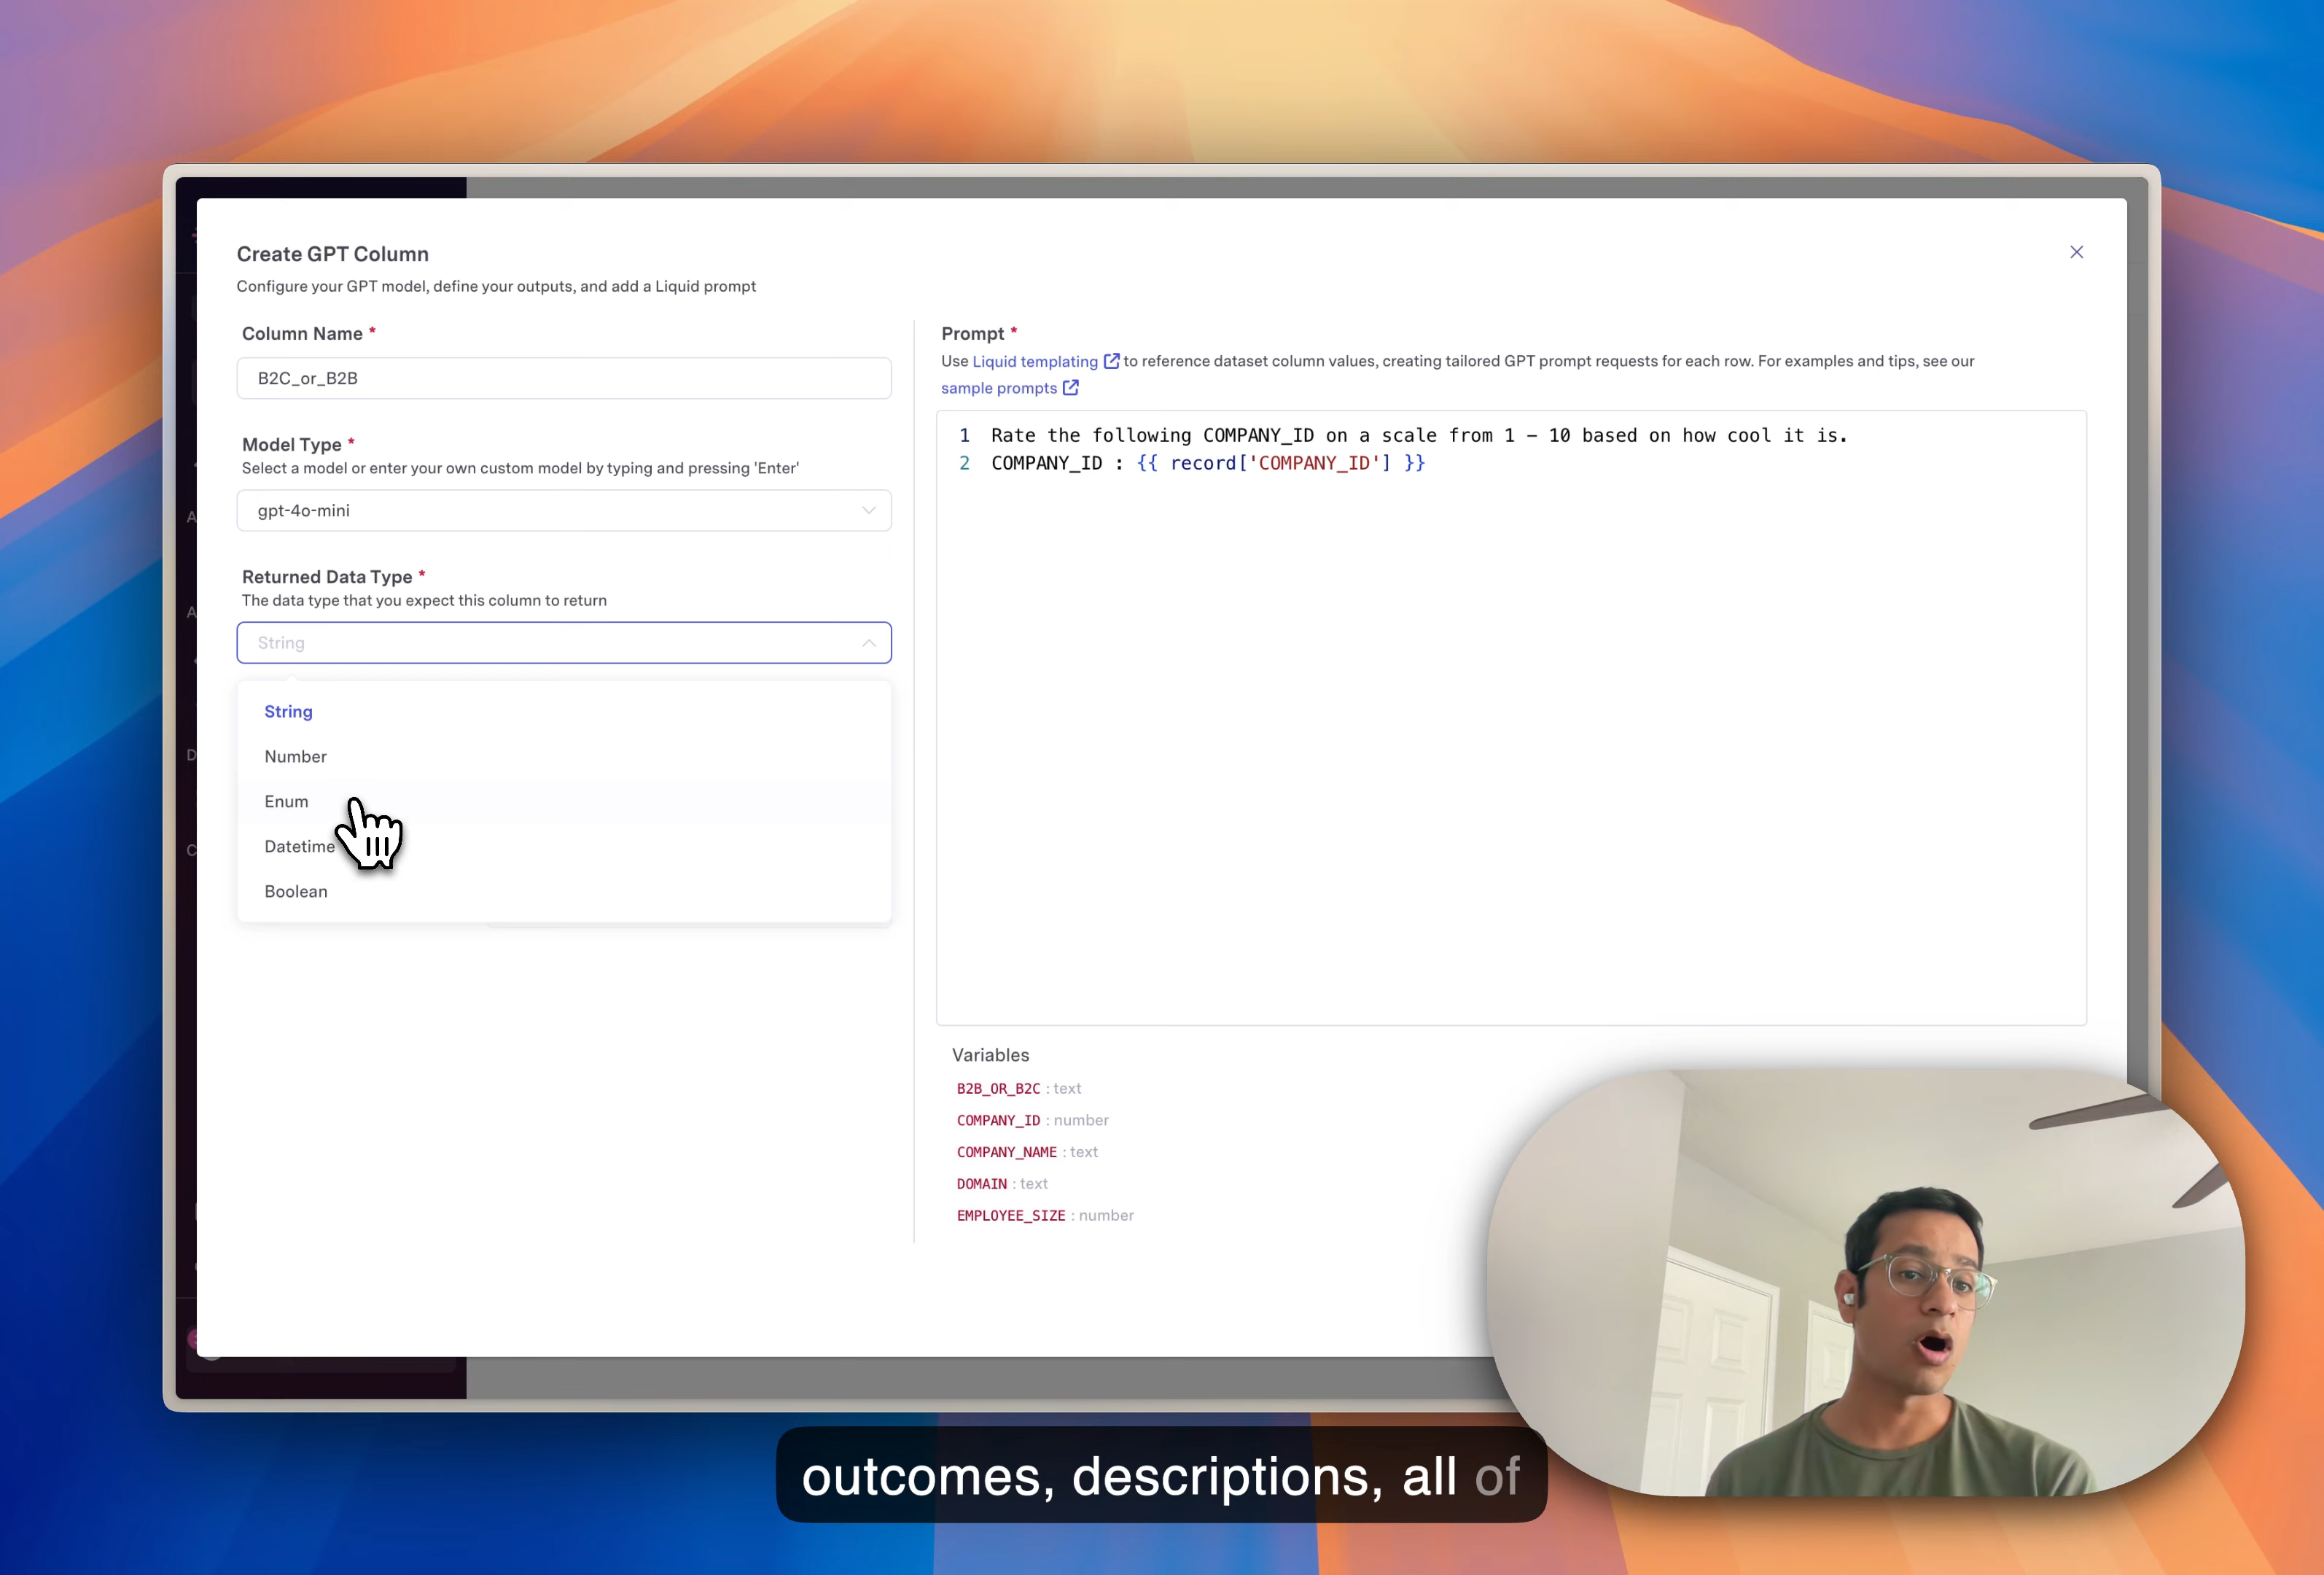 Create GPT Column
Configure your GPT model, define your outputs, and add a Liquid prompt
Column Name *
B2C_or_B2B
Model Type *
Select a model or enter your own custom model by typing and pressing 'Enter'
gpt-4o-mini
Returned Data Type *
The data type that you expect this column to return
String
String
Number
Enum
Datetime
Boolean
Prompt *
Use Liquid templating to reference dataset column values, creating tailored GPT prompt requests for each row. For examples and tips, see our
sample prompts
1 Rate the following COMPANY_ID on a scale from 1 – 10 based on how cool it is.
2 COMPANY_ID : {{ record['COMPANY_ID'] }}
Variables
B2B_OR_B2C : text
COMPANY_ID : number
COMPANY_NAME : text
DOMAIN : text
EMPLOYEE_SIZE : number
outcomes, descriptions, all of